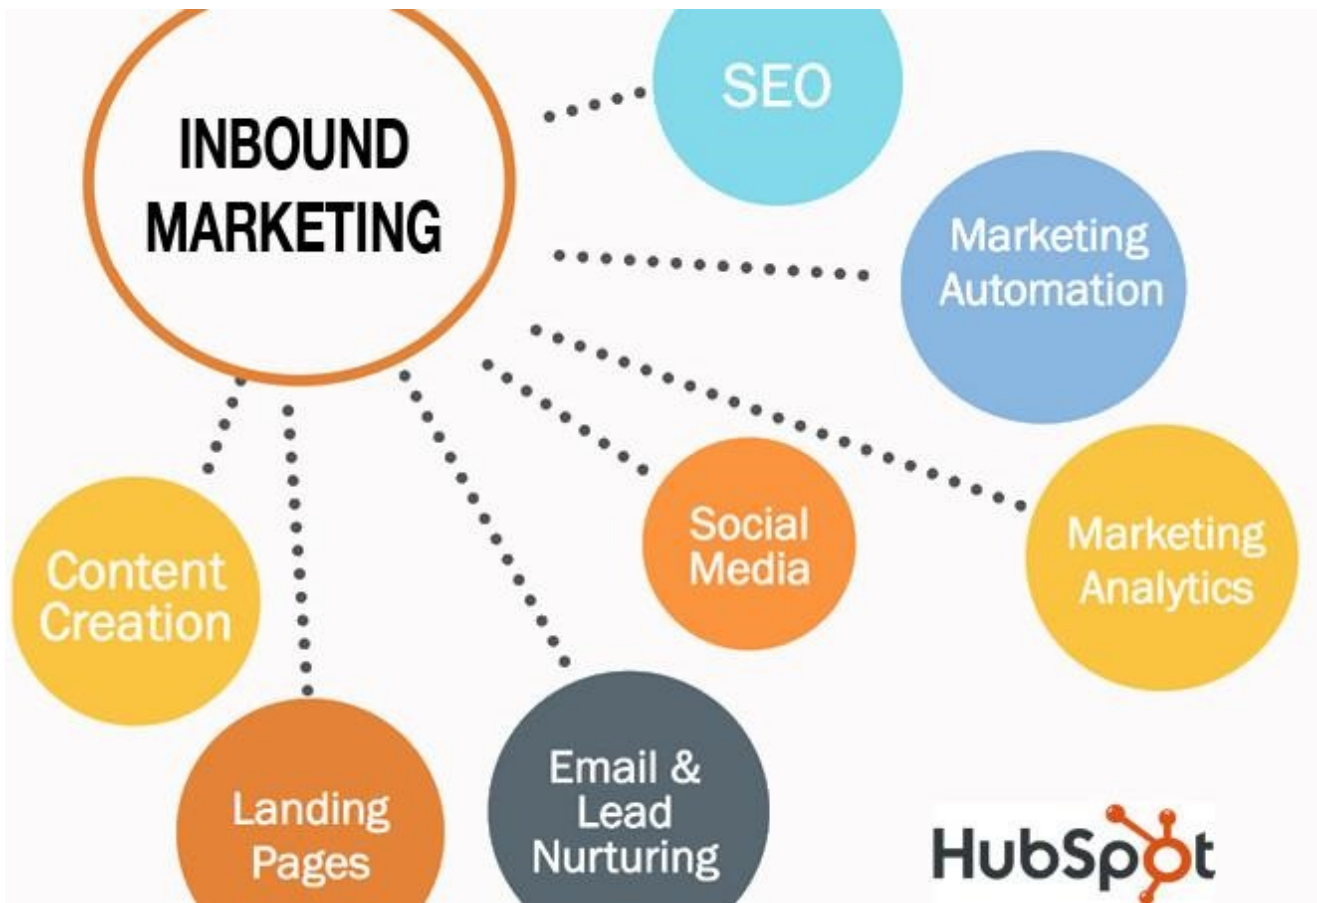 INBOUND
MARKETING
SEO
Marketing
Automation
Marketing
Analytics
Social
Media
Content
Creation
Landing
Pages
Email &
Lead
Nurturing
HubSpot